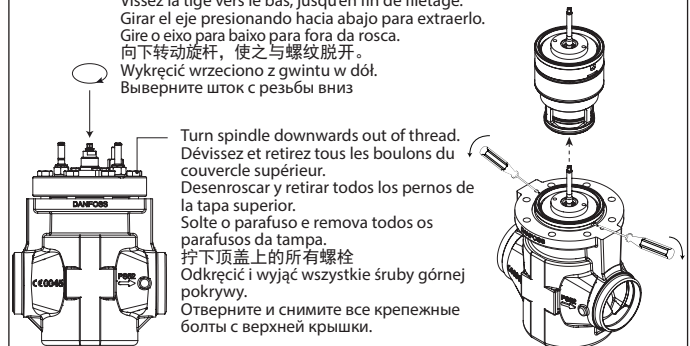 Vissez la tige vers le bas, jusqu'en fin de filetage.
Girar el eje presionando hacia abajo para extraerlo.
Gire o eixo para baixo para fora da rosca.
向下转动旋杆，使之与螺纹脱开。
Wykręcić wrzeciono z gwintu w dół.
Выверните шток с резьбы вниз
Turn spindle downwards out of thread.
Dévissez et retirez tous les boulons du
couvercle supérieur.
Desenroscar y retirar todos los pernos de
la tapa superior.
Solte o parafuso e remova todos os
parafusos da tampa.
拧下顶盖上的所有螺栓
Odkręcić i wyjąć wszystkie śruby górnej
pokrywy.
Отверните и снимите все крепежные
болты с верхней крышки.
DANFOSS
CE0045
PS52
DANFOSS